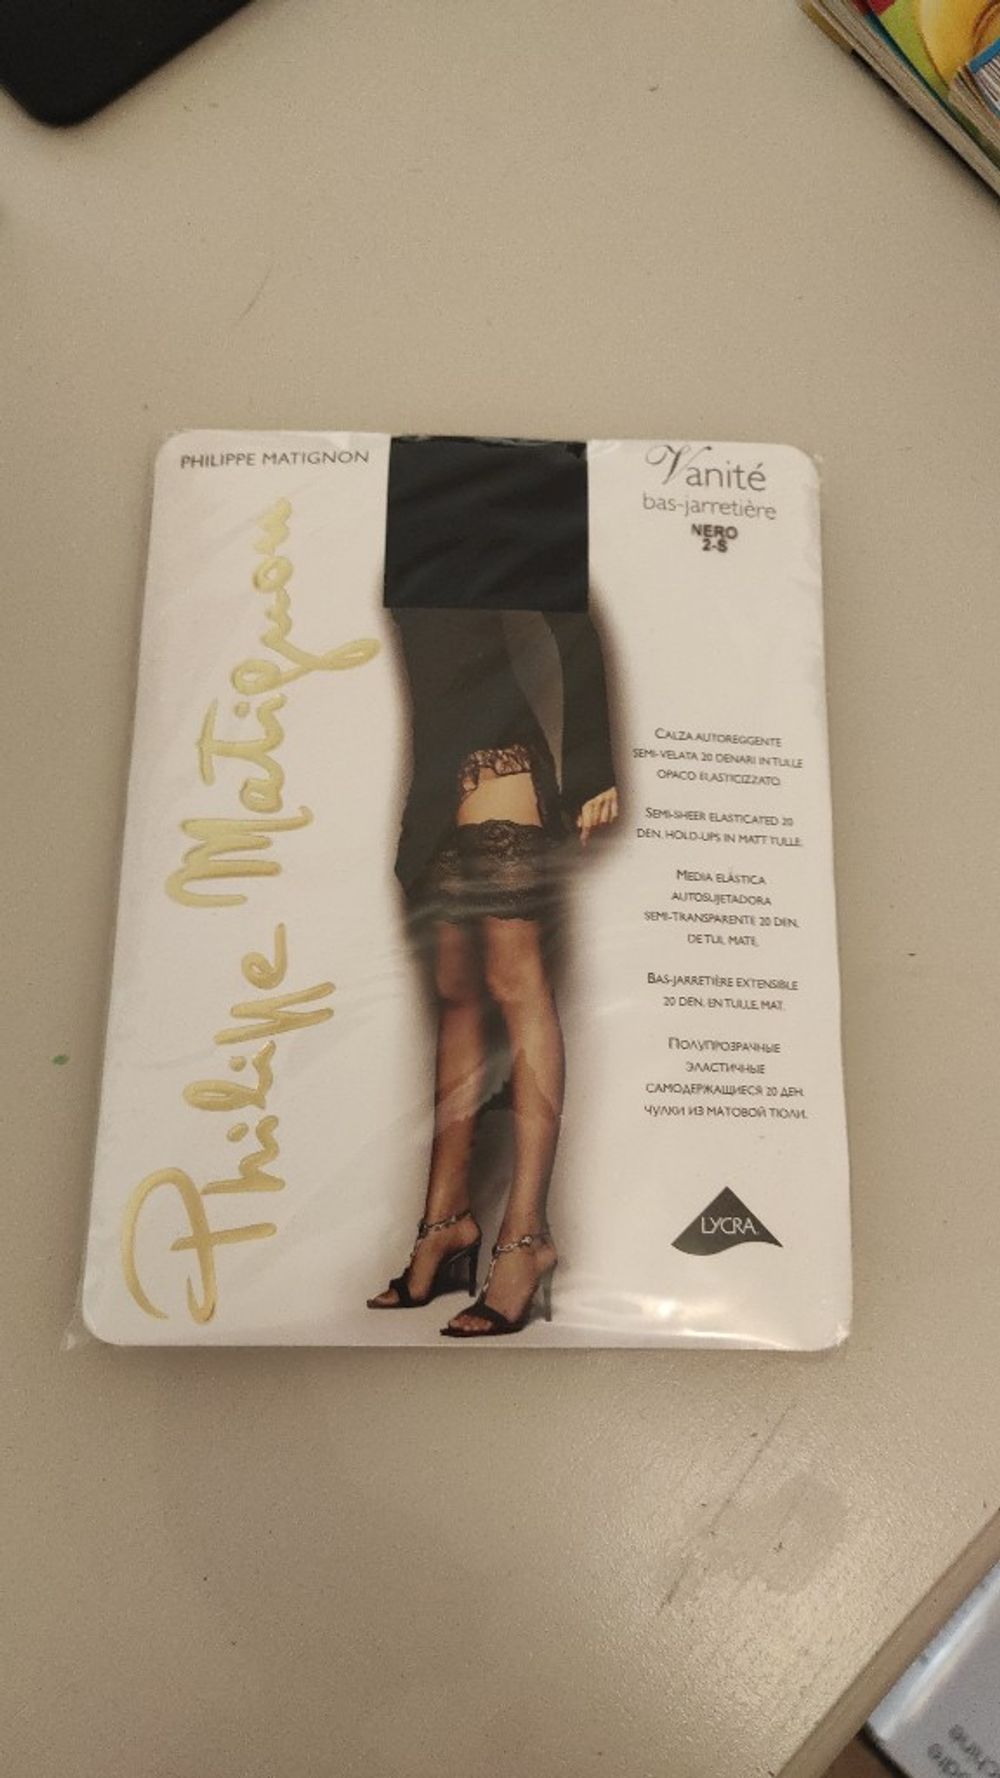 PHILIPPE MATIGNON
Philippe Matignon
Vanité
bas-jarretière
NERO
2-S
CALZA AUTOREGGENTE
SEMI-VELATA 20 DENARI IN TULLE
OPACO ELASTICIZZATO.
SEMI-SHEER ELASTICATED 20
DEN. HOLD-UPS IN MATT TULLE.
MEDIA ELÁSTICA
AUTOSUJETADORA
SEMI-TRANSPARENTE 20 DEN.
DE TUL MATE.
BAS-JARRETIÈRE EXTENSIBLE
20 DEN. EN TULLE MAT.
ПОЛУПРОЗРАЧНЫЕ
ЭЛАСТИЧНЫЕ
САМОДЕРЖАЩИЕСЯ 20 ДЕН.
ЧУЛКИ ИЗ МАТОВОЙ ТЮЛИ.
LYCRA